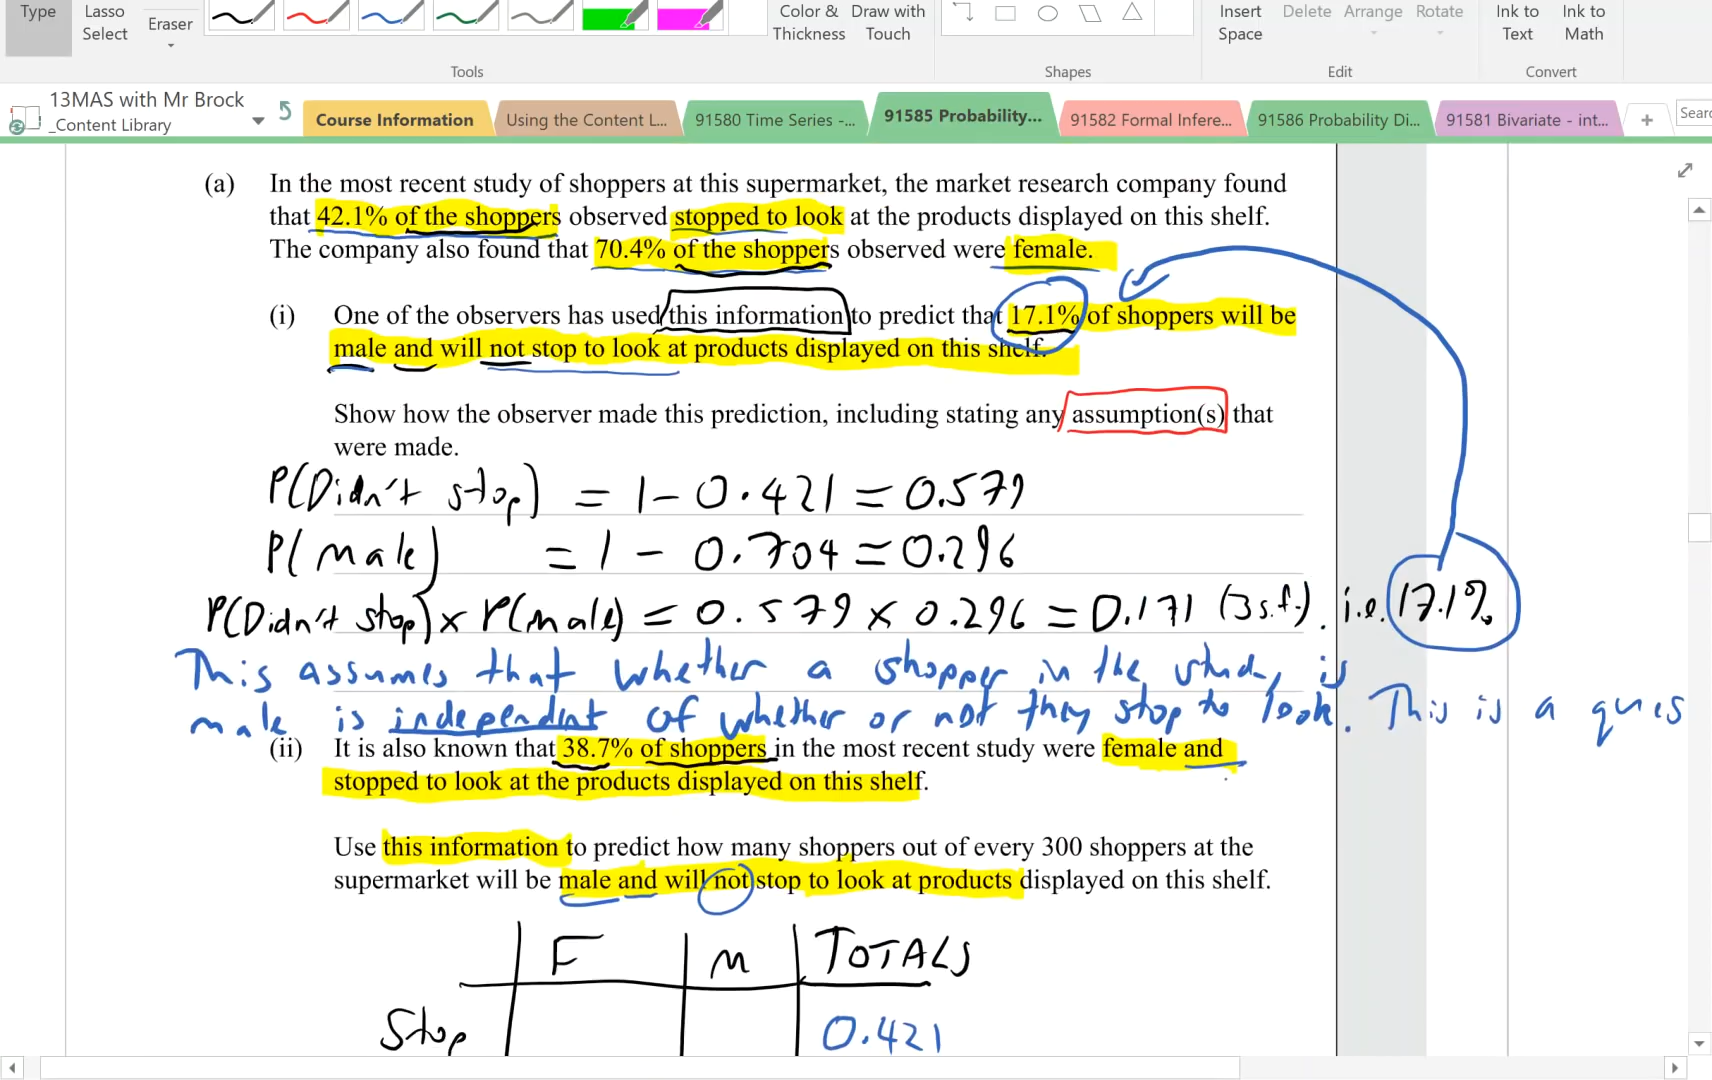 Type
Lasso
Select
Eraser
Color &
Thickness
Draw with
Touch
Insert
Space
Delete
Arrange
Rotate
Ink to
Text
Ink to
Math
Tools
Shapes
Edit
Convert
13MAS with Mr Brock
_Content Library
Course Information
Using the Content L...
91580 Time Series -...
91585 Probability...
91582 Formal Infere...
91586 Probability Di...
91581 Bivariate - int...
+
Sear
(a) In the most recent study of shoppers at this supermarket, the market research company found
that 42.1% of the shoppers observed stopped to look at the products displayed on this shelf.
The company also found that 70.4% of the shoppers observed were female.
(i) One of the observers has used this information to predict that 17.1% of shoppers will be
male and will not stop to look at products displayed on this shelf.
Show how the observer made this prediction, including stating any assumption(s) that
were made.
P(Didn't stop) = 1 - 0.421 = 0.579
P(male) = 1 - 0.704 = 0.296
P(Didn't stop) × P(male) = 0.579 × 0.296 = 0.171 (3 s.f.). i.e. 17.1%
This assumes that whether a shopper in the study is
male is independent of whether or not they stop to look. This is a ques
(ii) It is also known that 38.7% of shoppers in the most recent study were female and
stopped to look at the products displayed on this shelf.
Use this information to predict how many shoppers out of every 300 shoppers at the
supermarket will be male and will not stop to look at products displayed on this shelf.
F M TOTALS
Stop 0.421